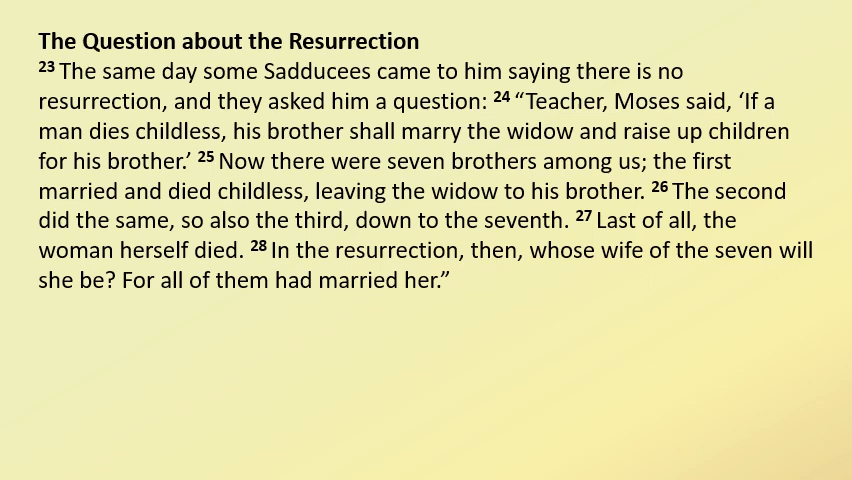 The Question about the Resurrection
23 The same day some Sadducees came to him saying there is no
resurrection, and they asked him a question: 24 “Teacher, Moses said, ‘If a
man dies childless, his brother shall marry the widow and raise up children
for his brother.’ 25 Now there were seven brothers among us; the first
married and died childless, leaving the widow to his brother. 26 The second
did the same, so also the third, down to the seventh. 27 Last of all, the
woman herself died. 28 In the resurrection, then, whose wife of the seven will
she be? For all of them had married her.”